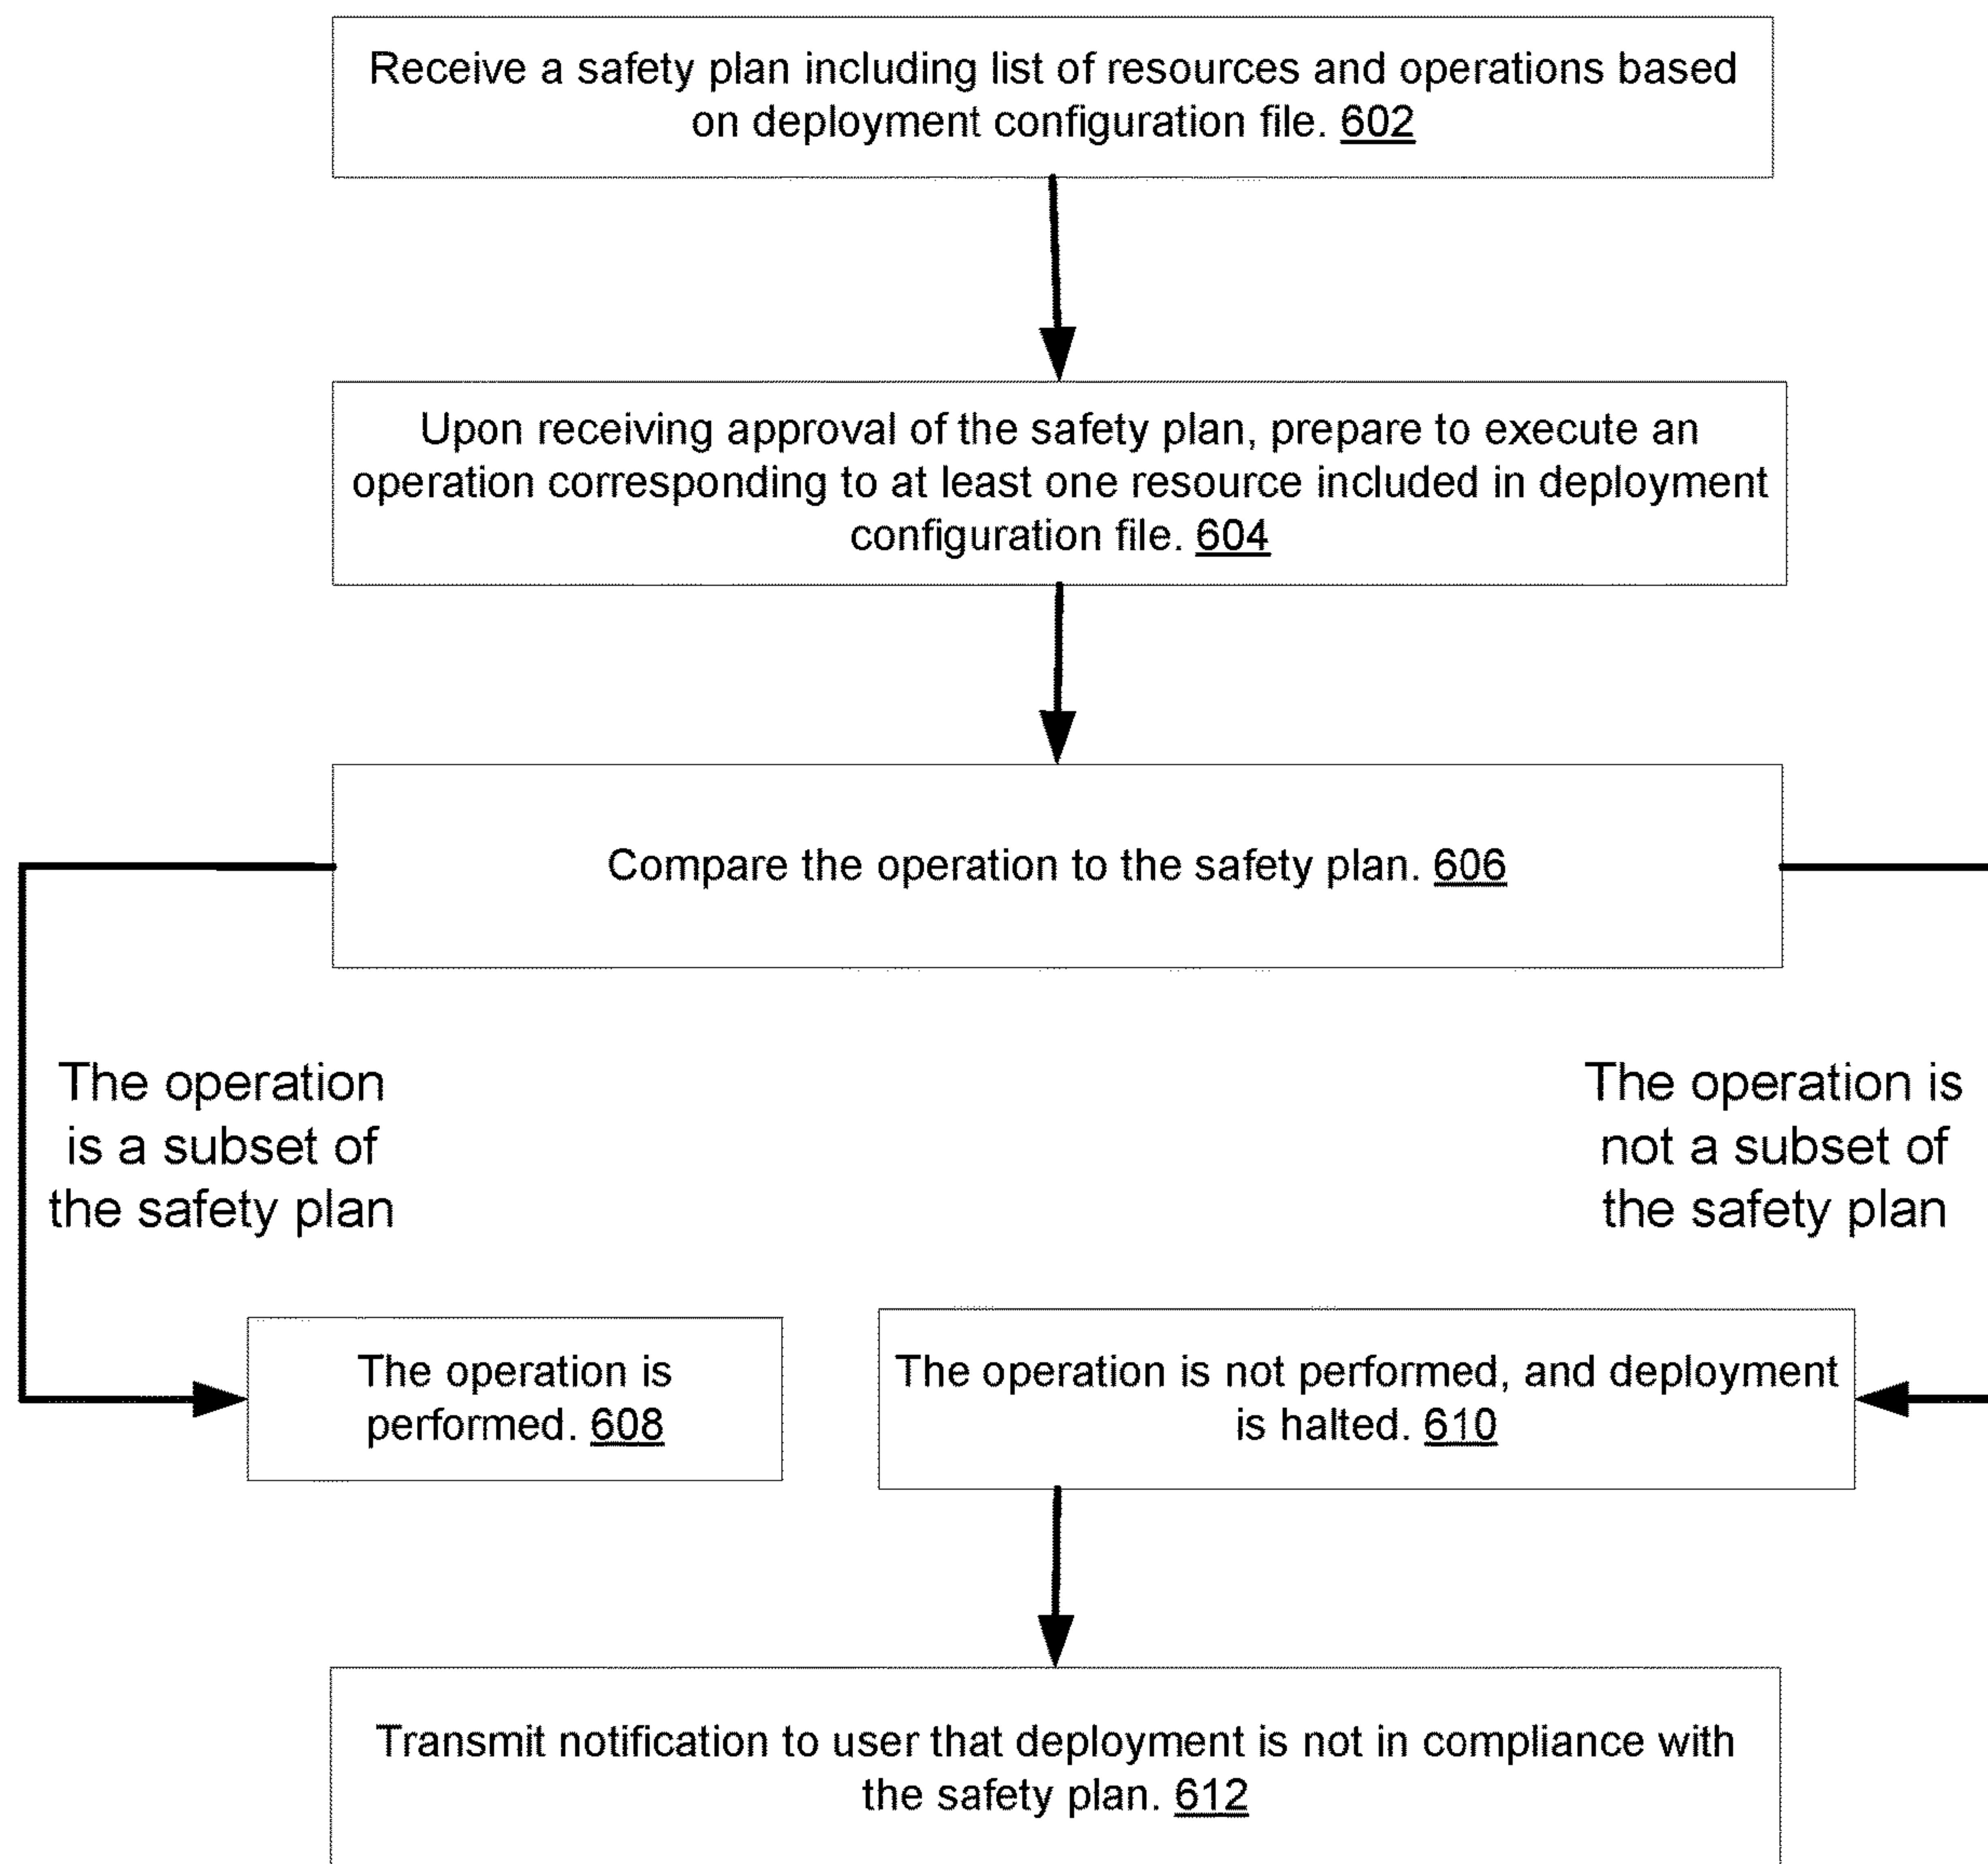 Receive a safety plan including list of resources and operations based
on deployment configuration file. 602
Upon receiving approval of the safety plan, prepare to execute an
operation corresponding to at least one resource included in deployment
configuration file. 604
Compare the operation to the safety plan. 606
The operation
is a subset of
the safety plan
The operation is
not a subset of
the safety plan
The operation is
performed. 608
The operation is not performed, and deployment
is halted. 610
Transmit notification to user that deployment is not in compliance with
the safety plan. 612